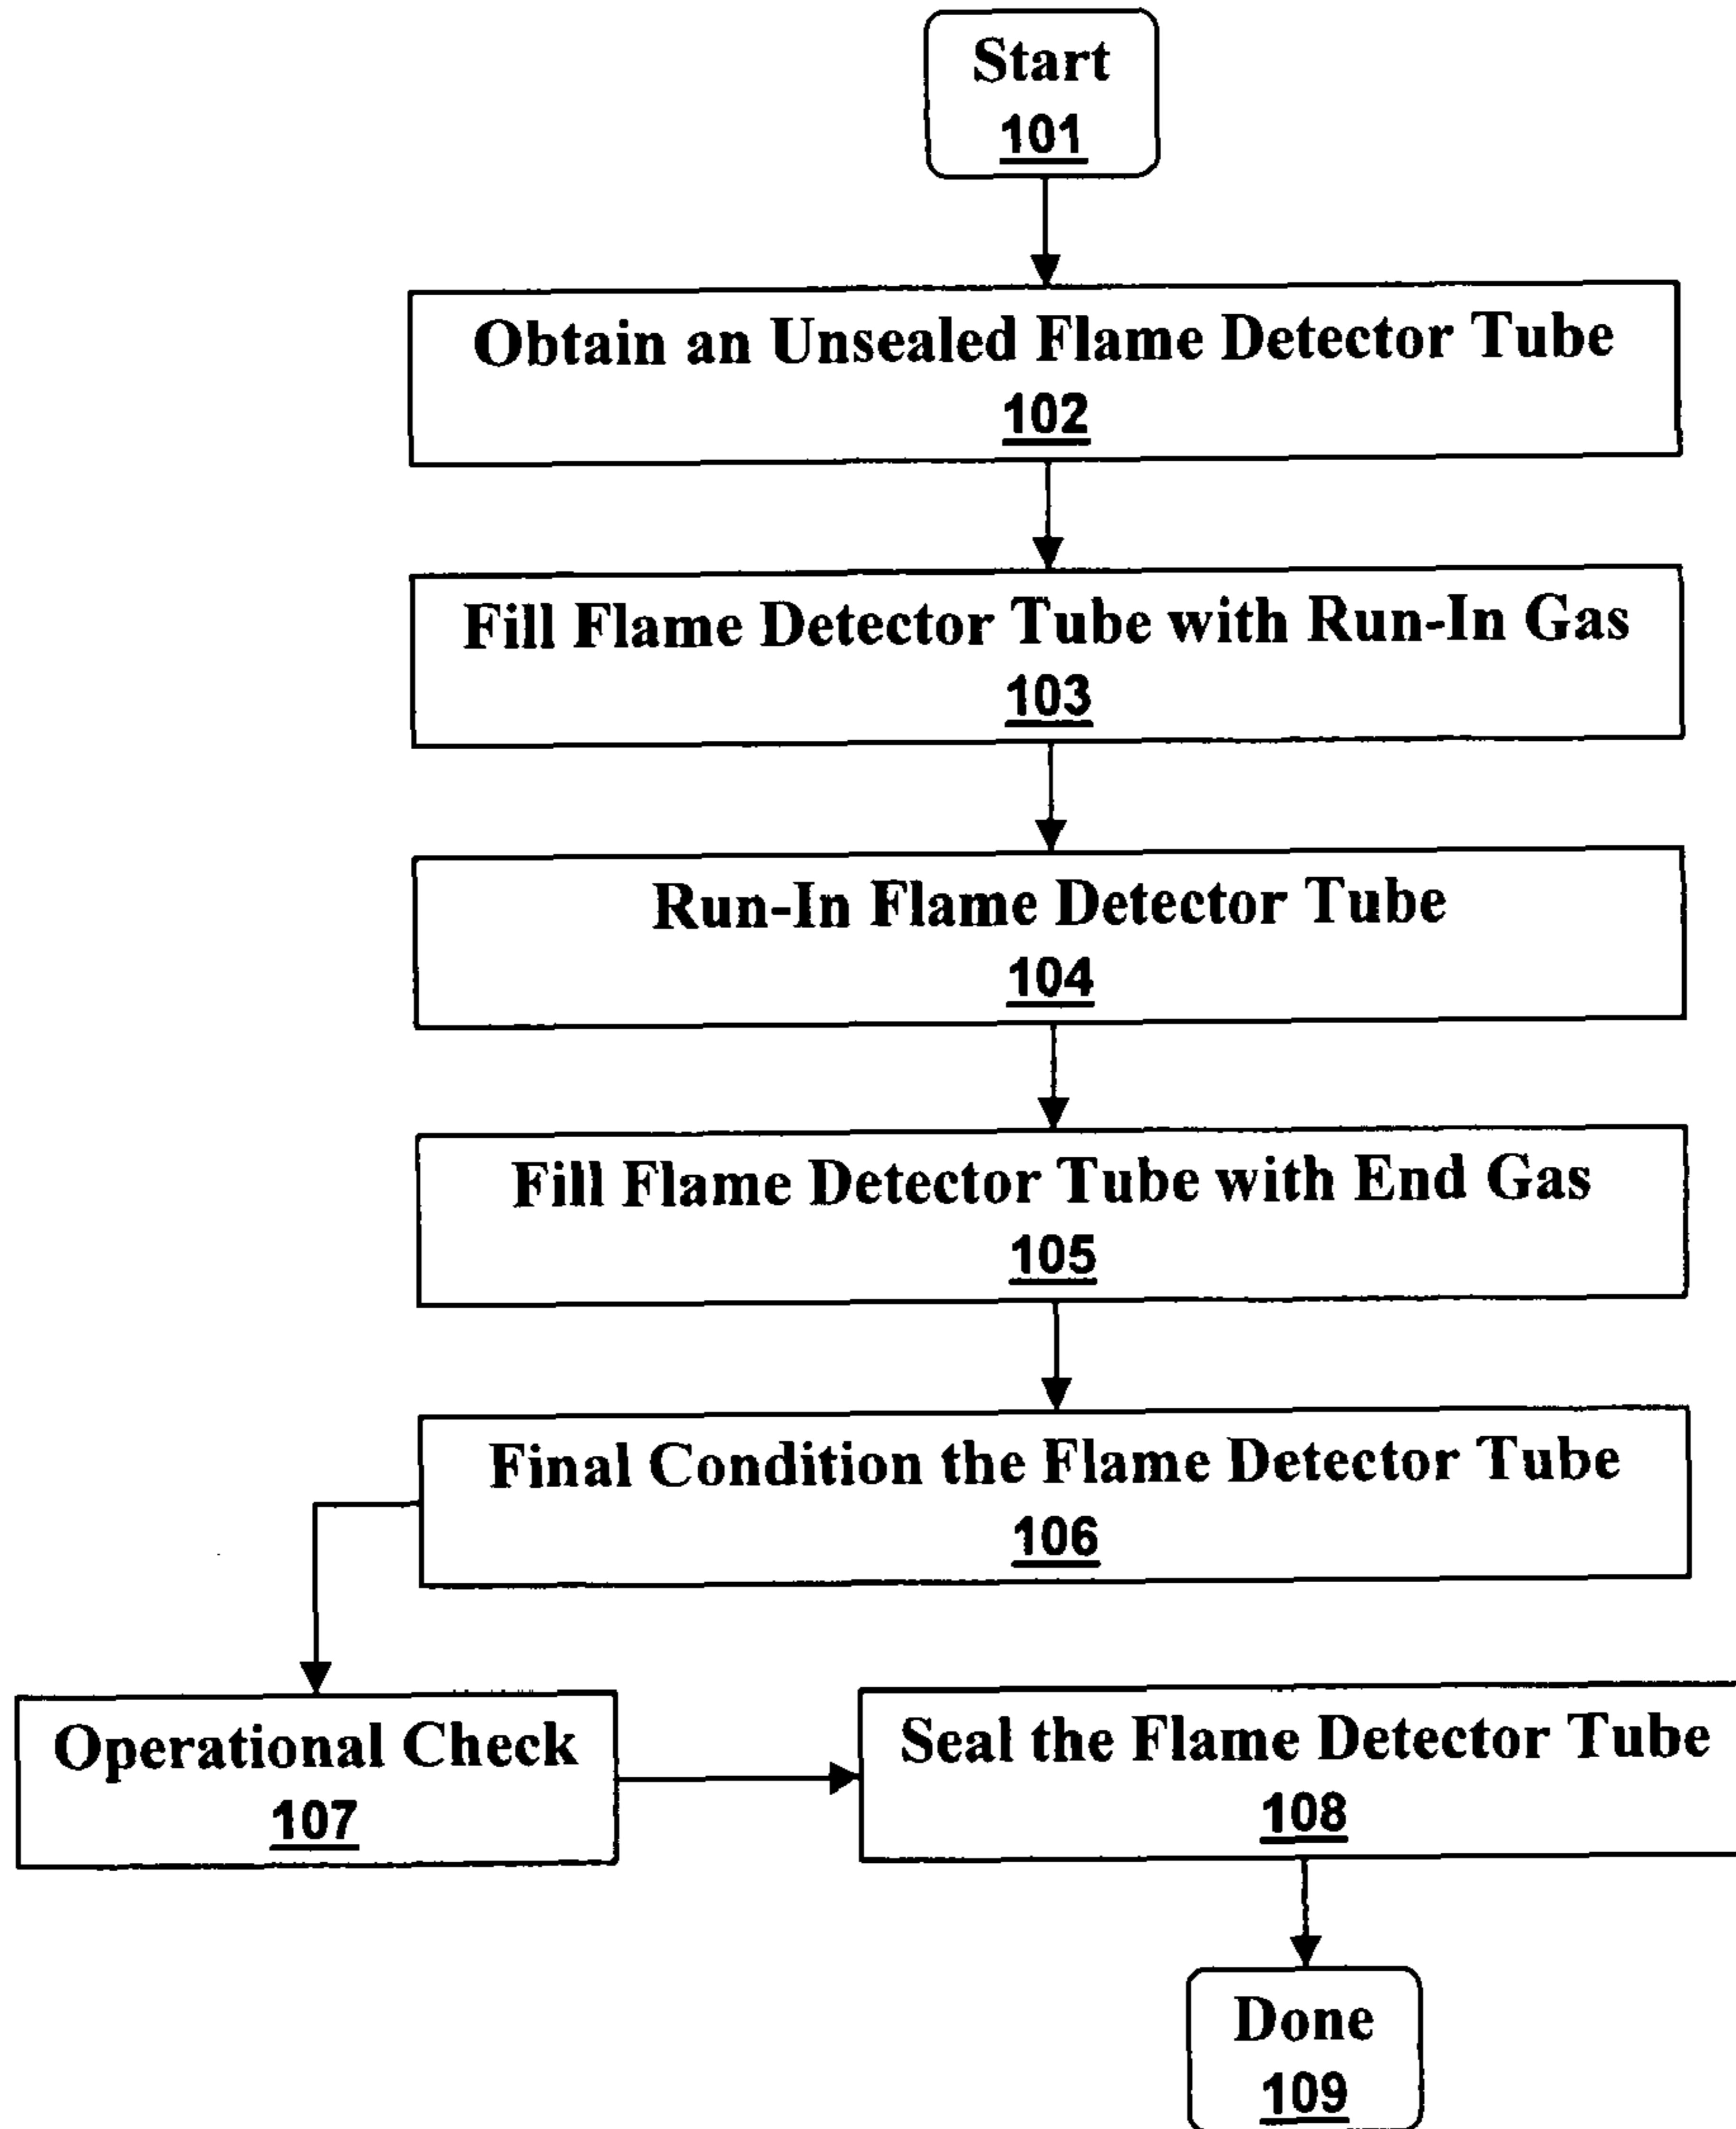 Start
101
Obtain an Unsealed Flame Detector Tube
102
Fill Flame Detector Tube with Run-In Gas
103
Run-In Flame Detector Tube
104
Fill Flame Detector Tube with End Gas
105
Final Condition the Flame Detector Tube
106
Operational Check
107
Seal the Flame Detector Tube
108
Done
109